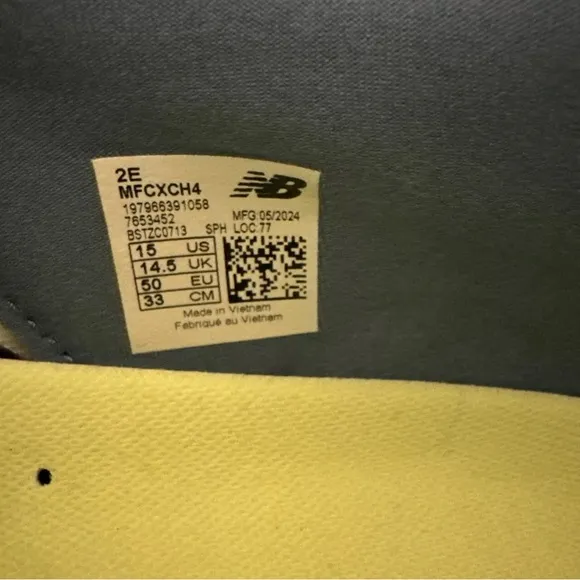 2E
MFCXCH4
NB
197966391058
7653452 MFG:05/2024
BSTZC0713 SPH LOC:77
15 US
14.5 UK
50 EU
33 CM
Made in Vietnam
Fabriqué au Vietnam